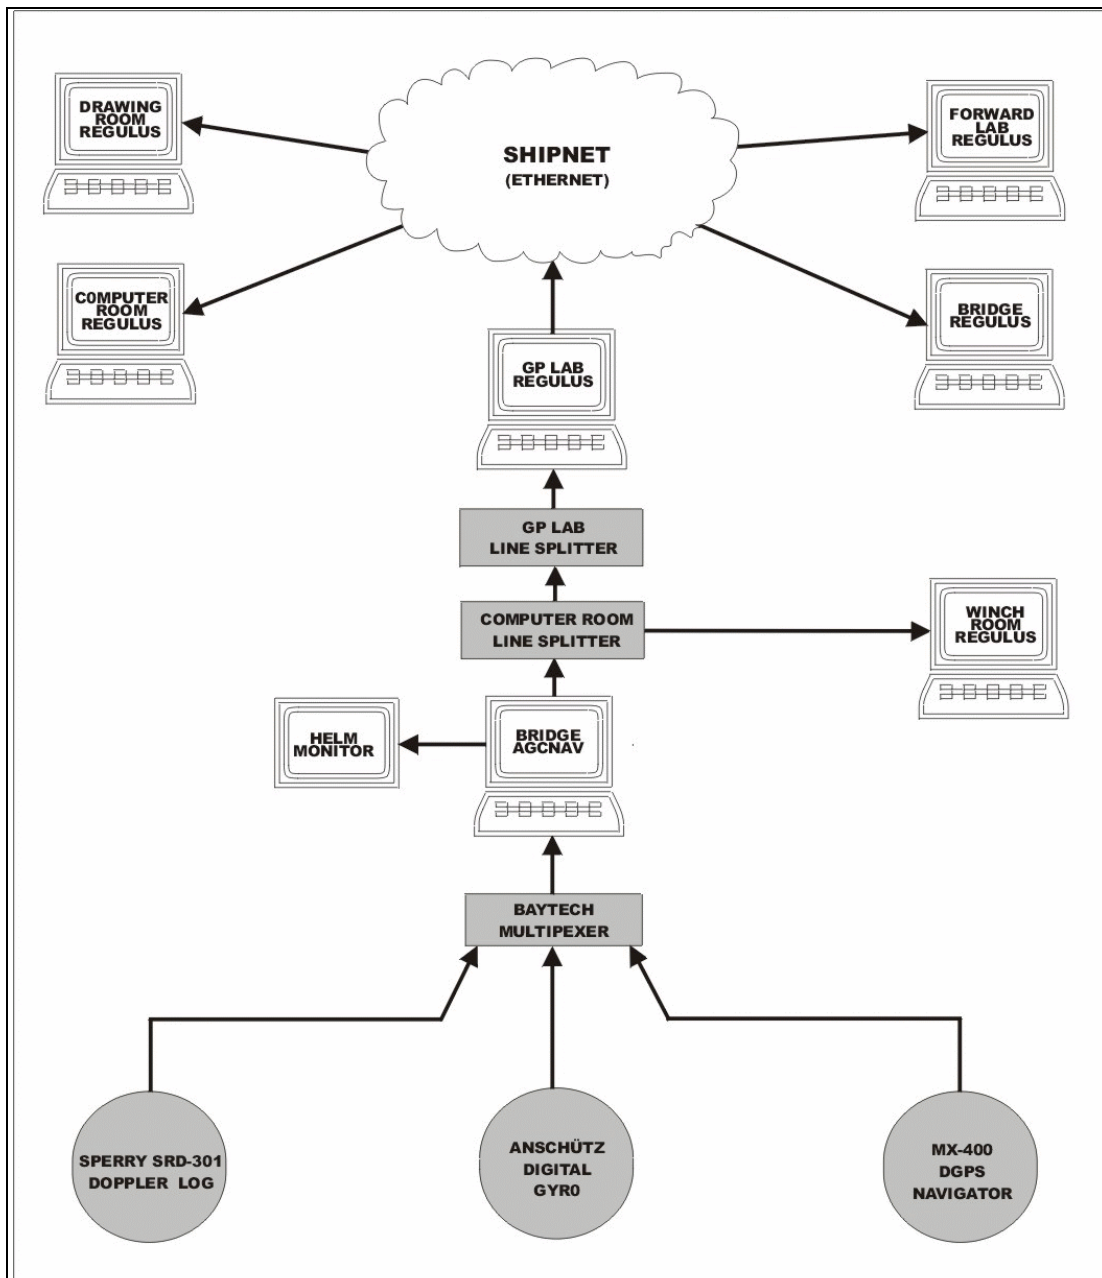 DRAWING
ROOM
REGULUS
SHIPNET
(ETHERNET)
FORWARD
LAB
REGULUS
C0MPUTER
ROOM
REGULUS
BRIDGE
REGULUS
GP LAB
REGULUS
GP LAB
LINE SPLITTER
COMPUTER ROOM
LINE SPLITTER
WINCH
ROOM
REGULUS
HELM
MONITOR
BRIDGE
AGCNAV
BAYTECH
MULTIPEXER
SPERRY SRD-301
DOPPLER LOG
ANSCHÜTZ
DIGITAL
GYR0
MX-400
DGPS
NAVIGATOR